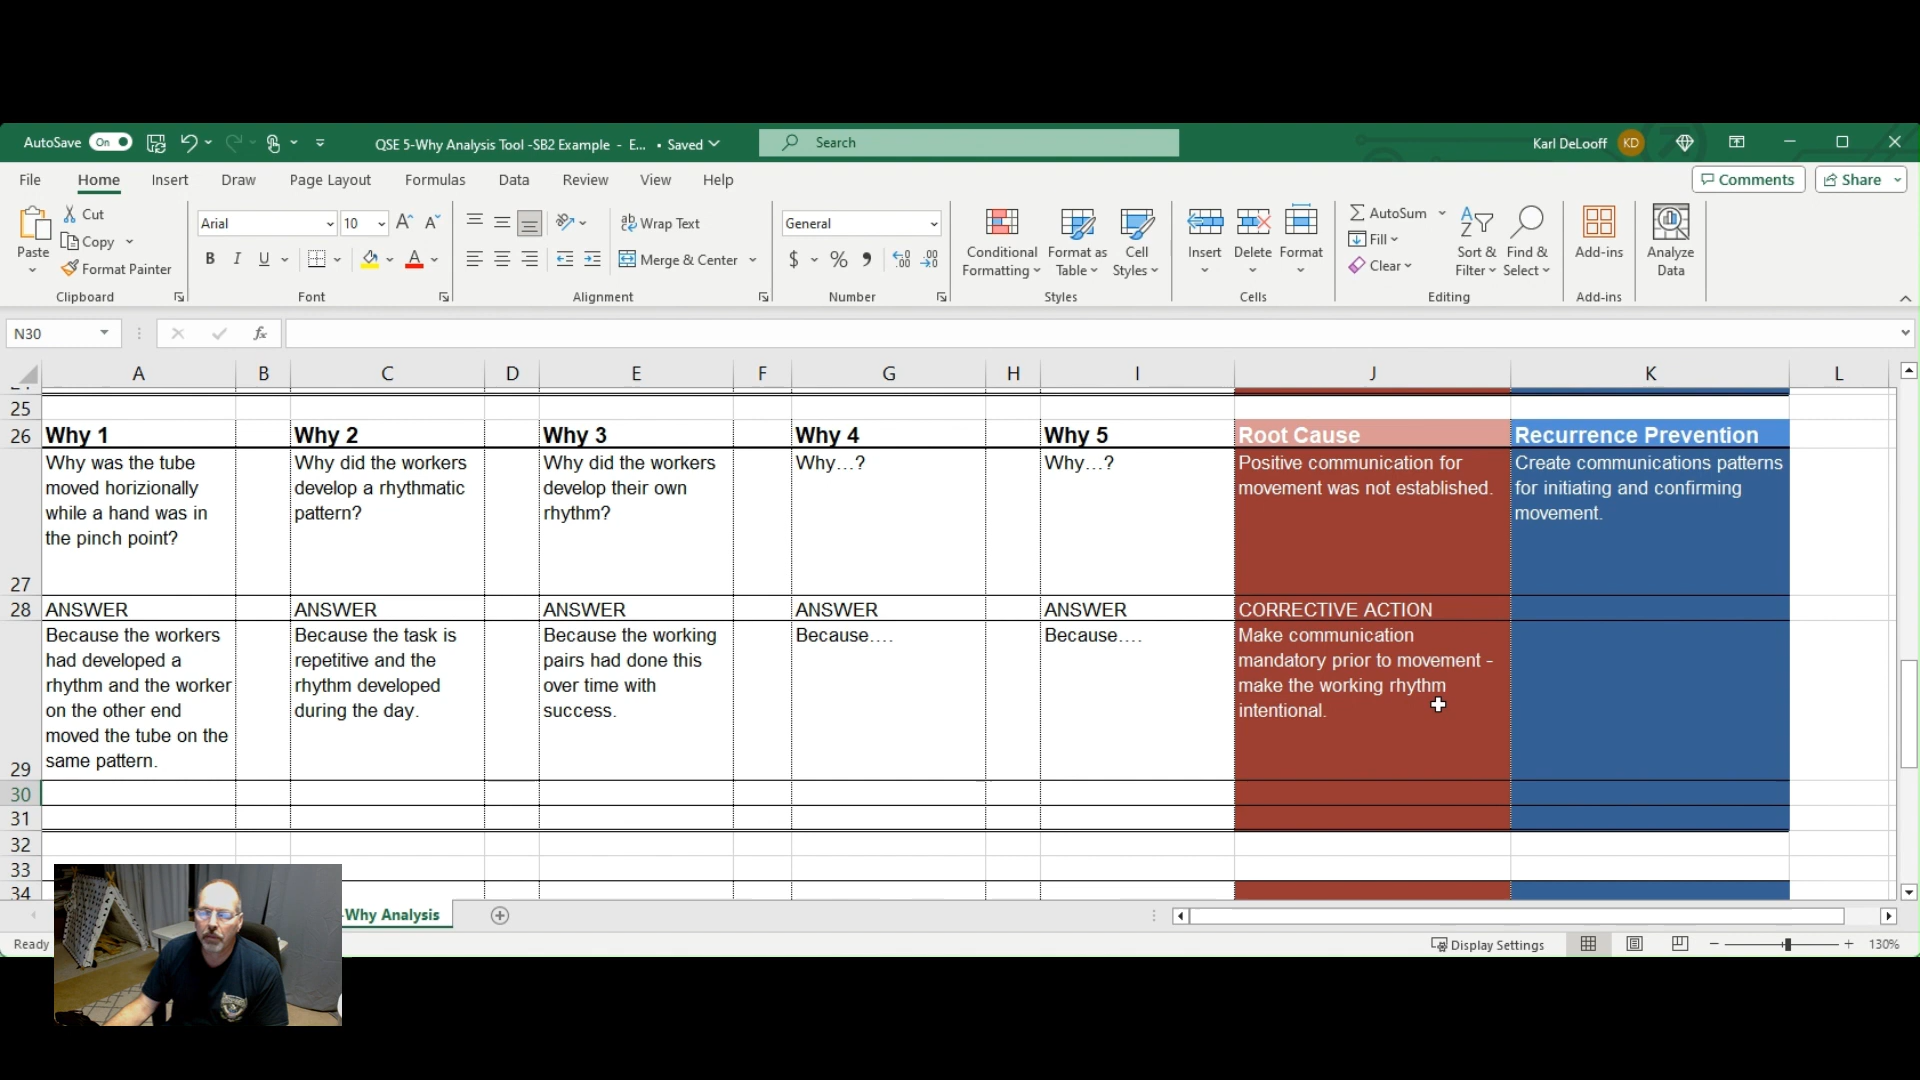 AutoSave On QSE 5-Why Analysis Tool -SB2 Example - E... • Saved Search Karl DeLooff KD
File Home Insert Draw Page Layout Formulas Data Review View Help Comments Share
Paste
Cut
Copy
Format Painter
Clipboard
Arial 10
B I U A
Font
Wrap Text
Merge & Center
Alignment
General
$ % ,
Number
Conditional
Formatting
Format as
Table
Cell
Styles
Styles
Insert Delete Format
Cells
AutoSum
Fill
Clear
Sort &
Filter
Find &
Select
Editing
Add-ins
Add-ins
Analyze
Data
N30 fx
A B C D E F G H I J K L
25
26 Why 1 Why 2 Why 3 Why 4 Why 5 Root Cause Recurrence Prevention
Why was the tube
moved horizionally
while a hand was in
the pinch point?
Why did the workers
develop a rhythmatic
pattern?
Why did the workers
develop their own
rhythm?
Why…?
Why…?
Positive communication for
movement was not established.
Create communications patterns
for initiating and confirming
movement.
27
28 ANSWER ANSWER ANSWER ANSWER ANSWER CORRECTIVE ACTION
Because the workers
had developed a
rhythm and the worker
on the other end
moved the tube on the
same pattern.
Because the task is
repetitive and the
rhythm developed
during the day.
Because the working
pairs had done this
over time with
success.
Because….
Because….
Make communication
mandatory prior to movement -
make the working rhythm
intentional.
29
30
31
32
33
34
-Why Analysis
Ready Display Settings 130%